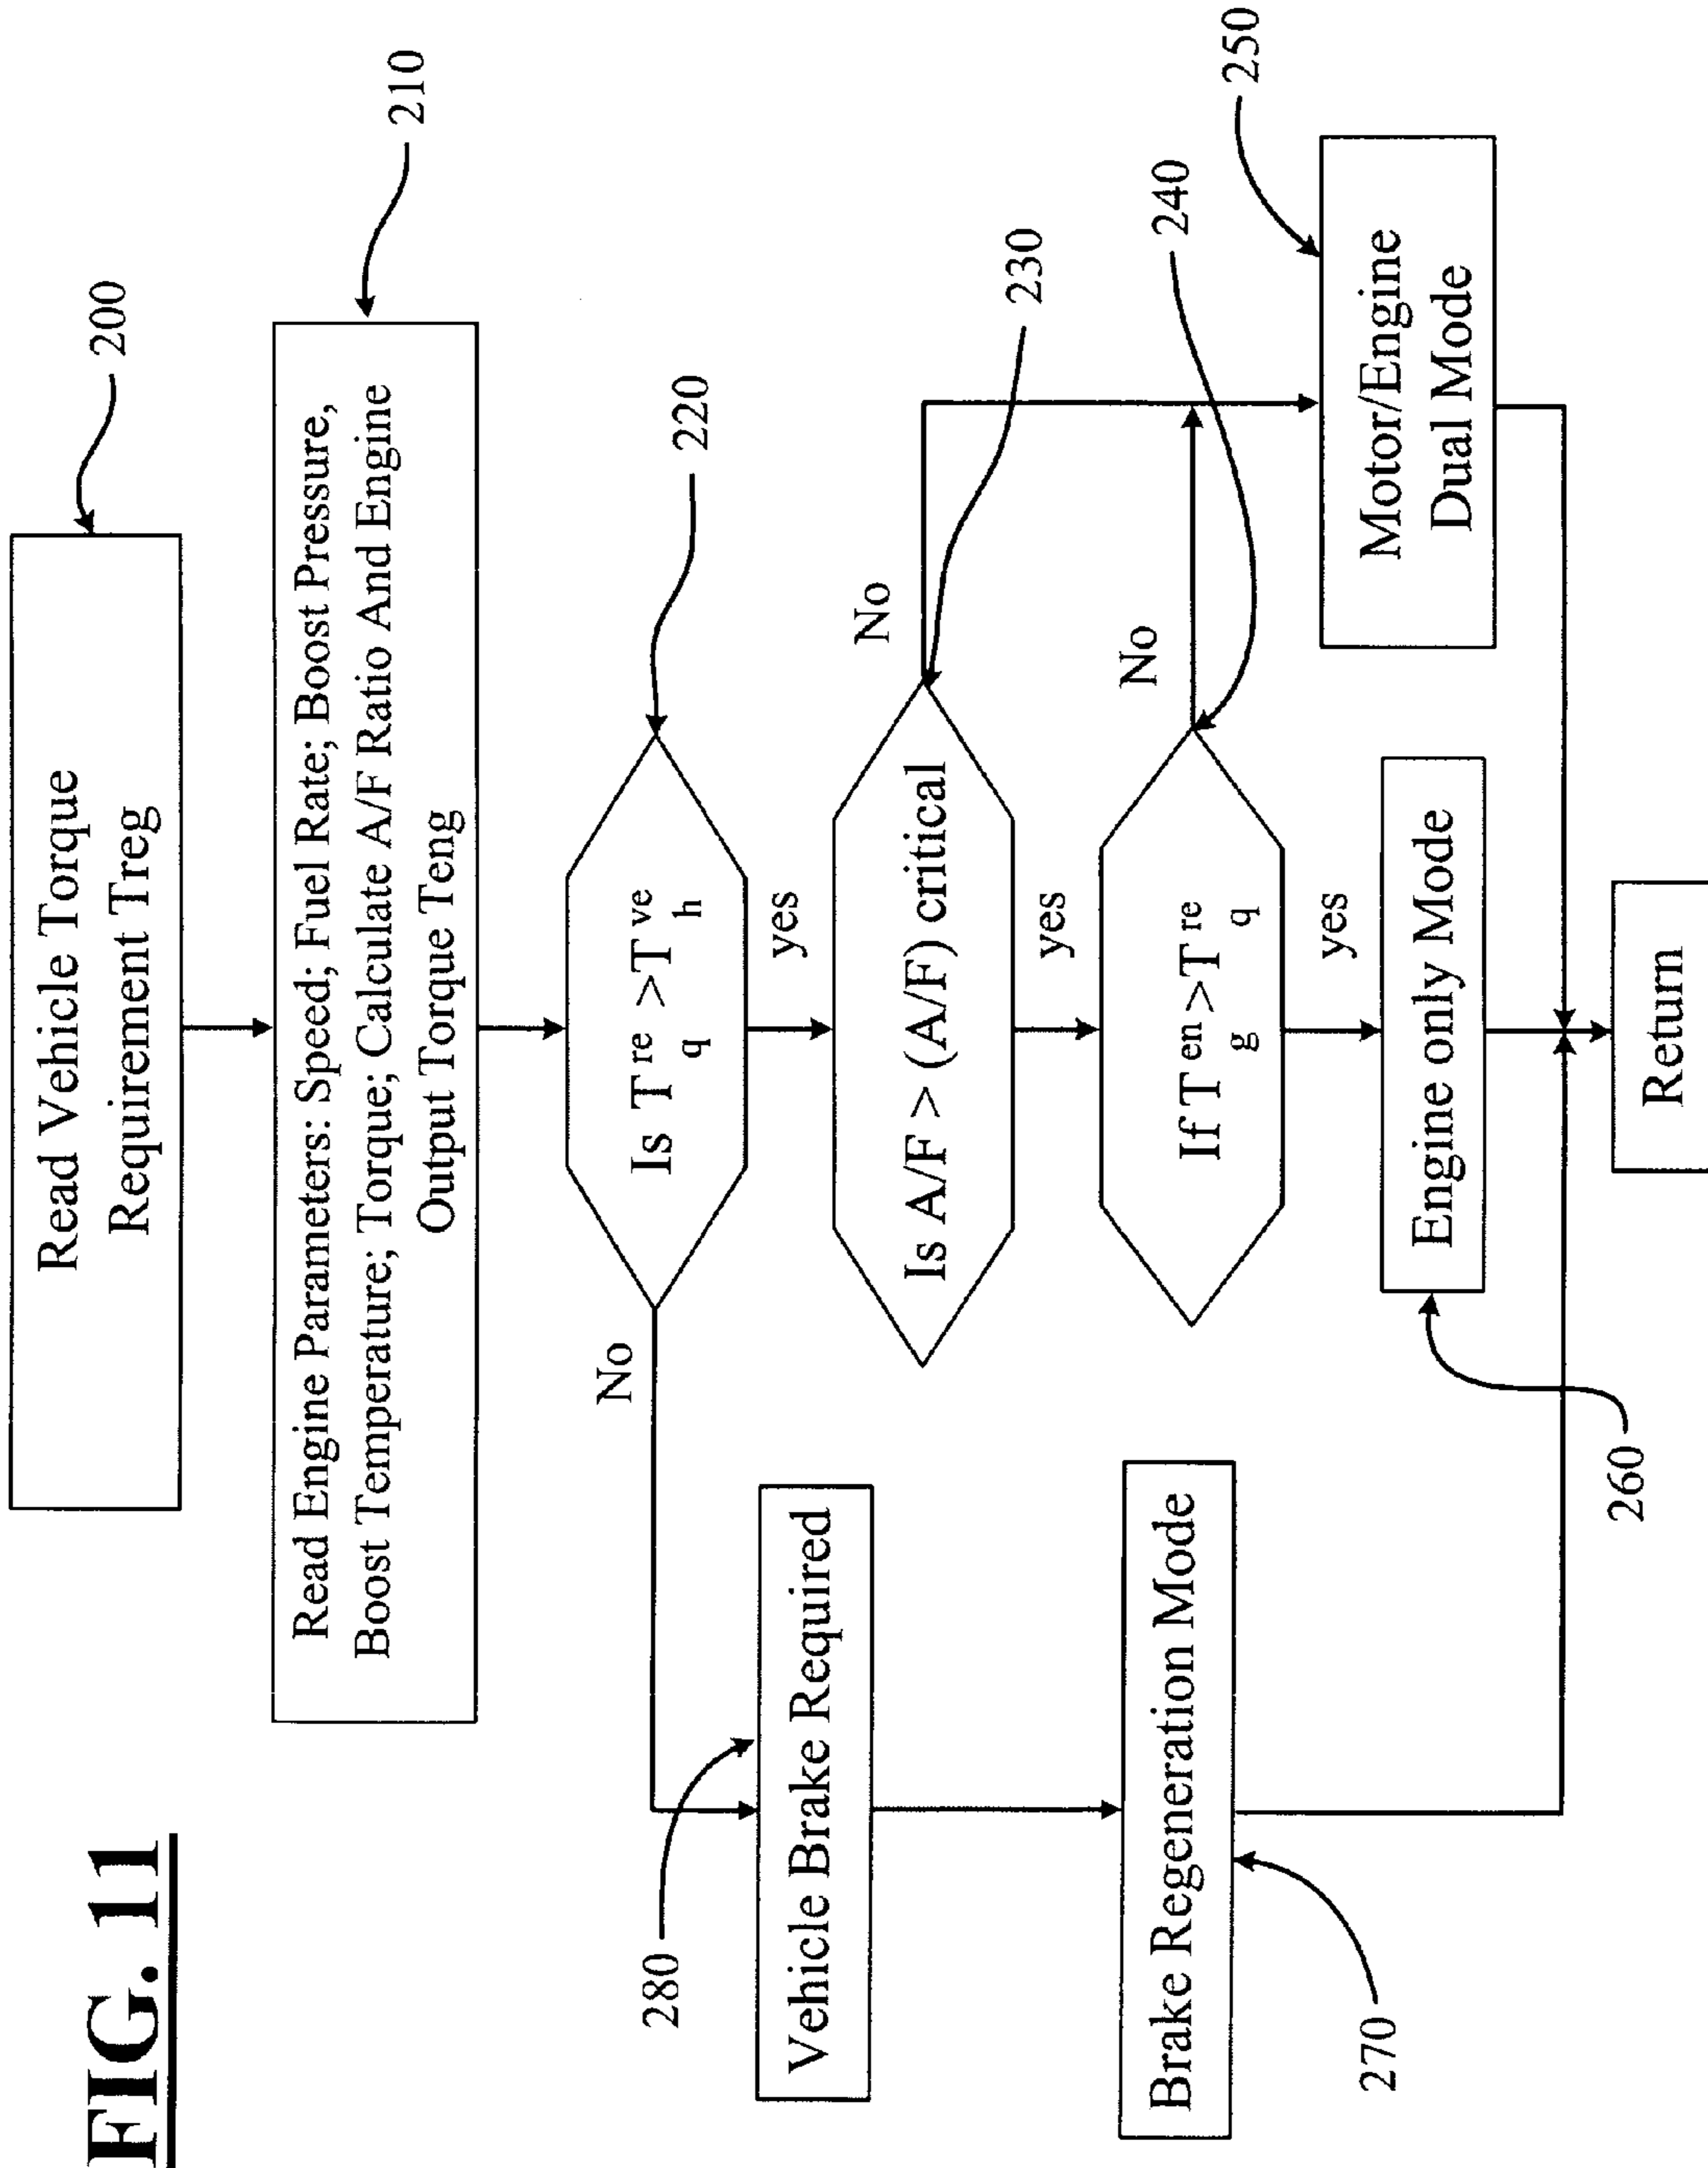 FIG. 11
Read Vehicle Torque
Requirement Treg
200
Read Engine Parameters: Speed; Fuel Rate; Boost Pressure,
Boost Temperature; Torque; Calculate A/F Ratio And Engine
Output Torque Teng
210
Is T re >T ve
q h
220
No
yes
280
Vehicle Brake Required
Is A/F > (A/F) critical
No
230
yes
If T en >T re
g q
No
240
yes
Brake Regeneration Mode
270
Engine only Mode
260
Motor/Engine
Dual Mode
250
Return